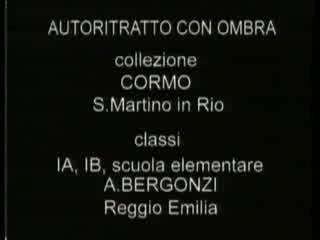 AUTORITRATTO CON OMBRA
collezione
CORMO
S.Martino in Rio
classi
IA, IB, scuola elementare
A.BERGONZI
Reggio Emilia